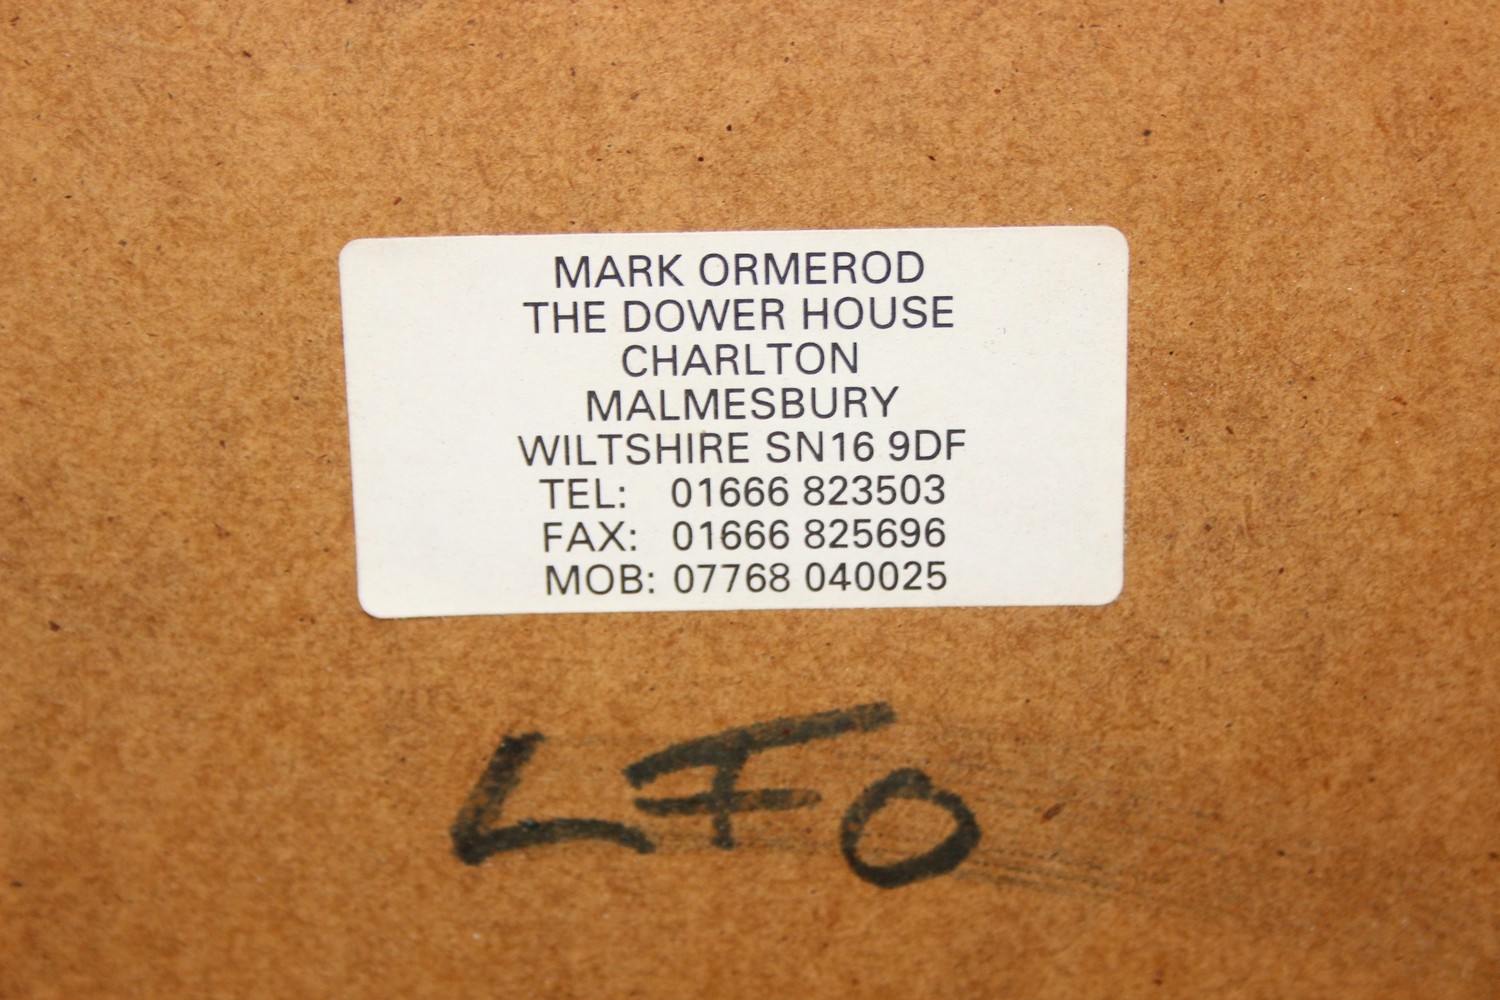 MARK ORMEROD
THE DOWER HOUSE
CHARLTON
MALMESBURY
WILTSHIRE SN16 9DF
TEL: 01666 823503
FAX: 01666 825696
MOB: 07768 040025
LFO